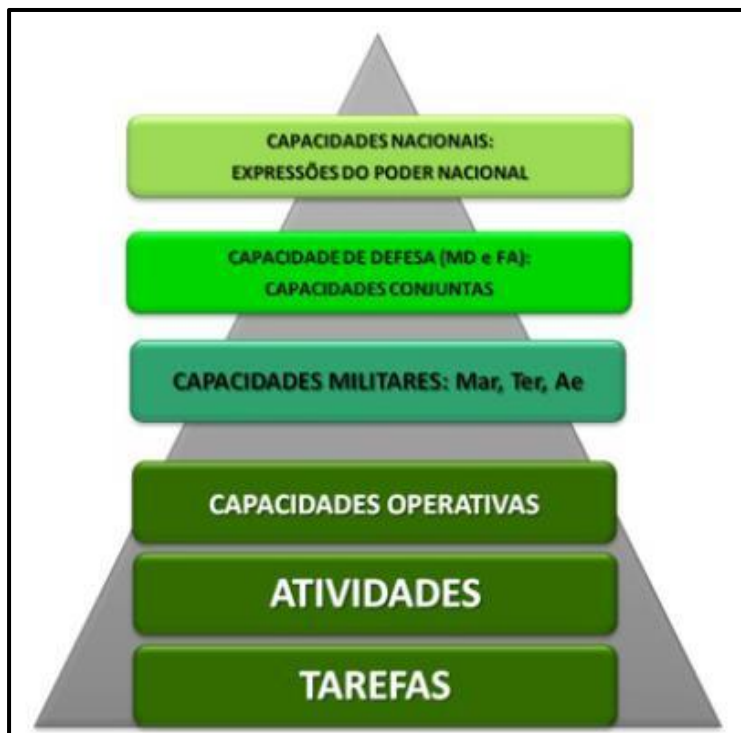 CAPACIDADES NACIONAIS:
EXPRESSÕES DO PODER NACIONAL
CAPACIDADE DE DEFESA (MD e FA):
CAPACIDADES CONJUNTAS
CAPACIDADES MILITARES: Mar, Ter, Ae
CAPACIDADES OPERATIVAS
ATIVIDADES
TAREFAS